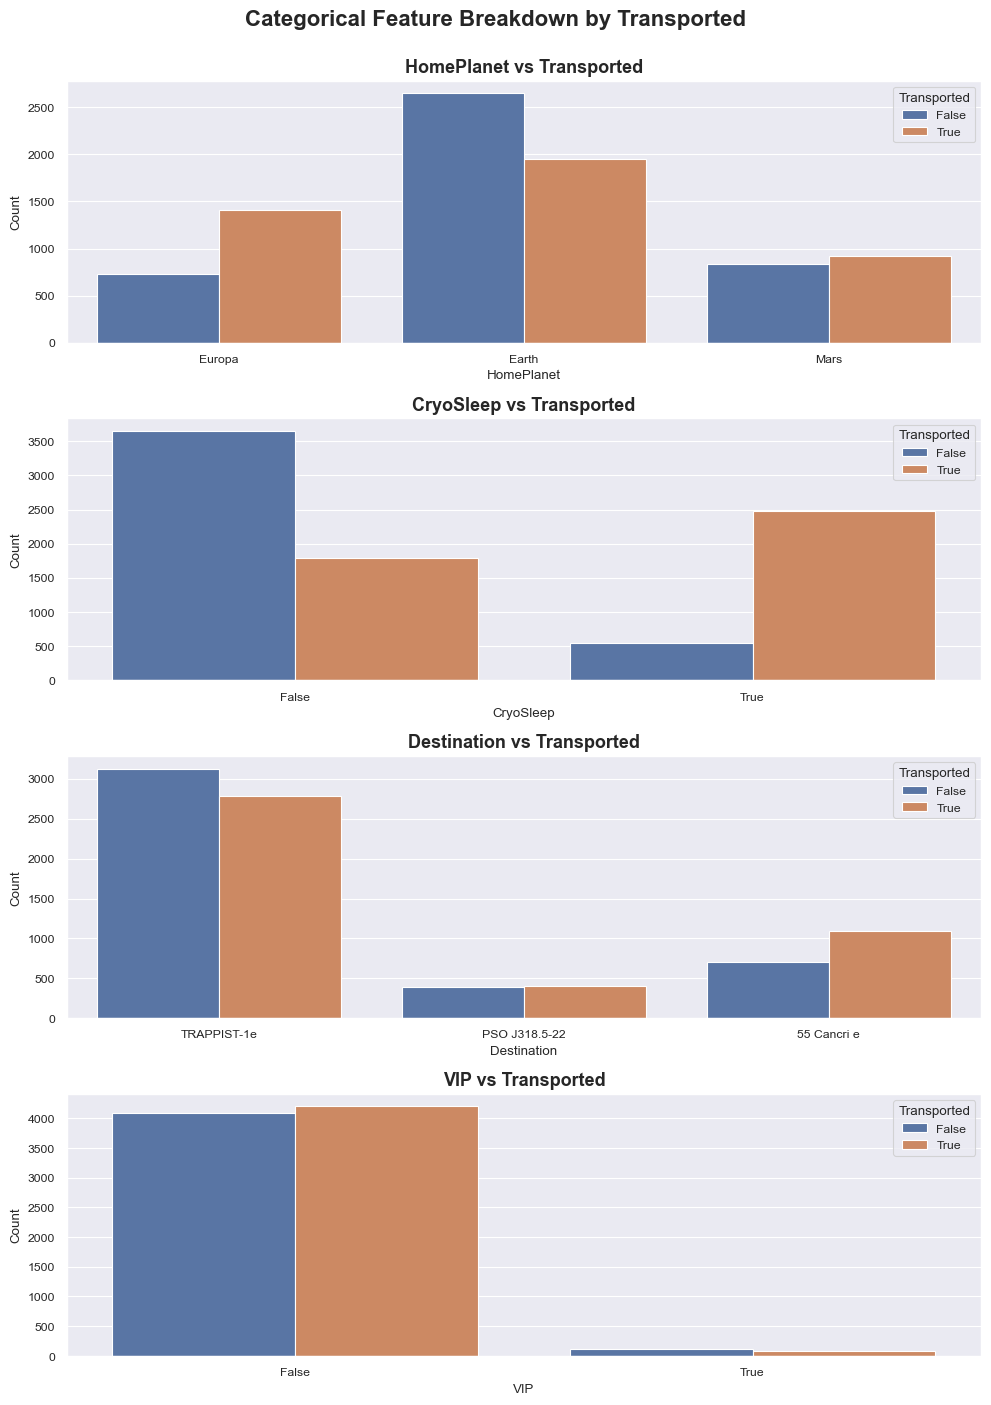 Categorical Feature Breakdown by Transported
HomePlanet vs Transported
Transported
False
True
2500
2000
1500
1000
500
0
Count
Europa Earth Mars
HomePlanet
CryoSleep vs Transported
Transported
False
True
3500
3000
2500
2000
1500
1000
500
0
Count
False True
CryoSleep
Destination vs Transported
Transported
False
True
3000
2500
2000
1500
1000
500
0
Count
TRAPPIST-1e PSO J318.5-22 55 Cancri e
Destination
VIP vs Transported
Transported
False
True
4000
3500
3000
2500
2000
1500
1000
500
0
Count
False True
VIP